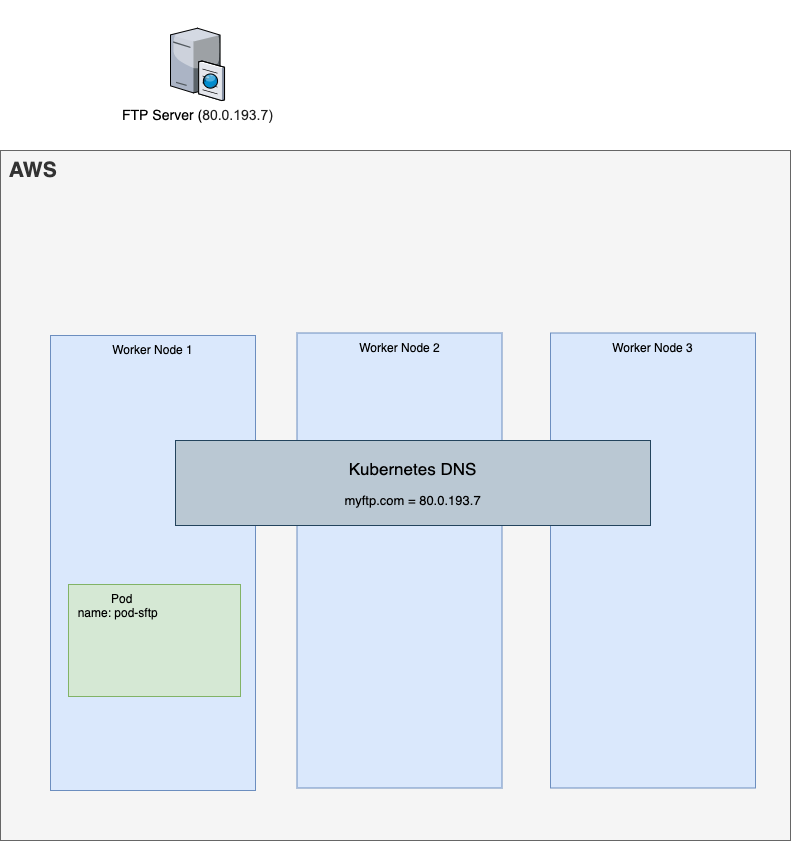 FTP Server (80.0.193.7)
AWS
Worker Node 1
Worker Node 2
Worker Node 3
Kubernetes DNS
myftp.com = 80.0.193.7
Pod
name: pod-sftp